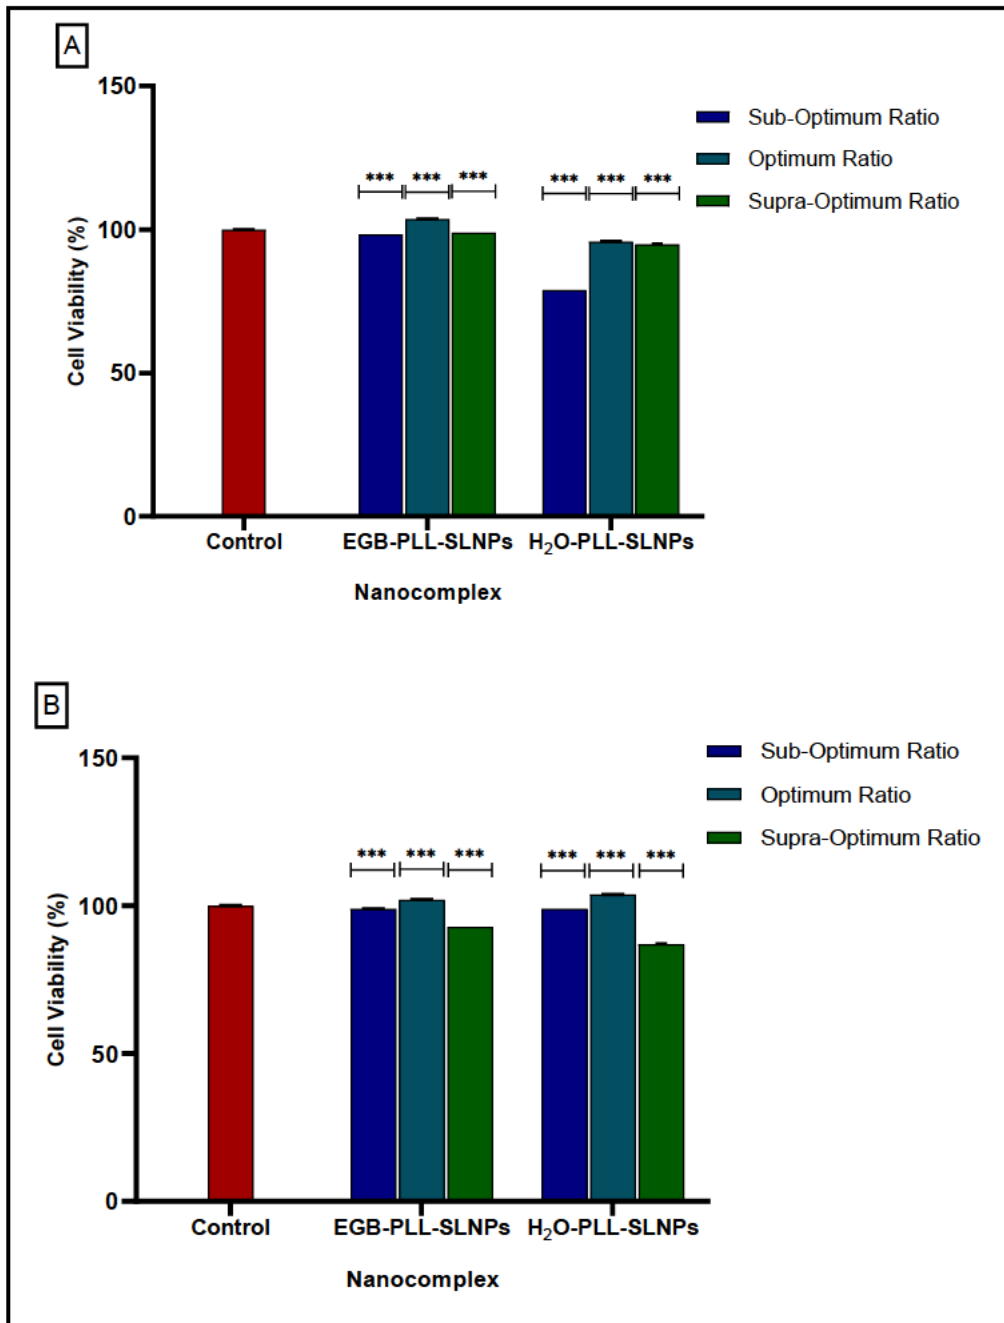 A
150
100
50
0
Cell Viability (%)
Sub-Optimum Ratio
Optimum Ratio
Supra-Optimum Ratio
*** *** *** *** *** ***
Control EGB-PLL-SLNPs H₂O-PLL-SLNPs
Nanocomplex
B
150
100
50
0
Cell Viability (%)
Sub-Optimum Ratio
Optimum Ratio
Supra-Optimum Ratio
*** *** *** *** *** ***
Control EGB-PLL-SLNPs H₂O-PLL-SLNPs
Nanocomplex